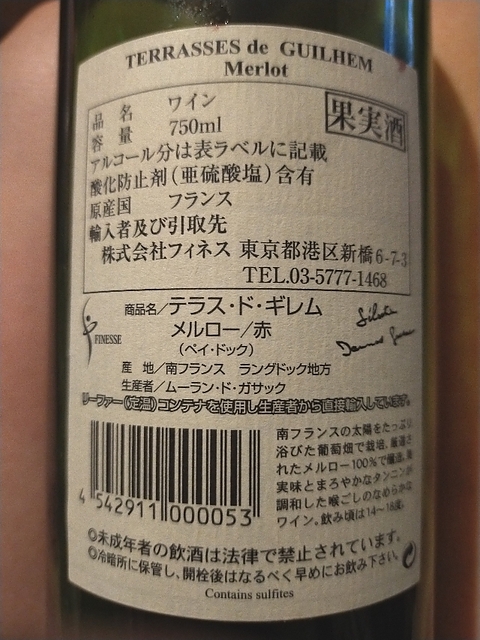 TERRASSES de GUILHEM
Merlot
品名 ワイン
果実酒
容量 750ml
アルコール分は表ラベルに記載
酸化防止剤(亜硫酸塩)含有
原産国 フランス
輸入者及び引取先
株式会社フィネス 東京都港区新橋6-7-3
TEL.03-5777-1468
FINESSE
商品名/テラス・ド・ギレム
メルロー/赤
(ペイ・ドック)
産 地/南フランス ラングドック地方
生産者/ムーラン・ド・ガサック
リーファー(定温)コンテナを使用し生産者から直接輸入しています。
南フランスの太陽をたっぷり
浴びた葡萄畑で栽培、厳選さ
れたメルロー100%で醸造。果
実味とまろやかなタンニンが
調和した喉ごしのなめらかな
ワイン。飲み頃は14～16度。
4 542911 000053
◎未成年者の飲酒は法律で禁止されています。
◎冷暗所に保管し、開栓後はなるべく早めにお飲み下さい。
Contains sulfites